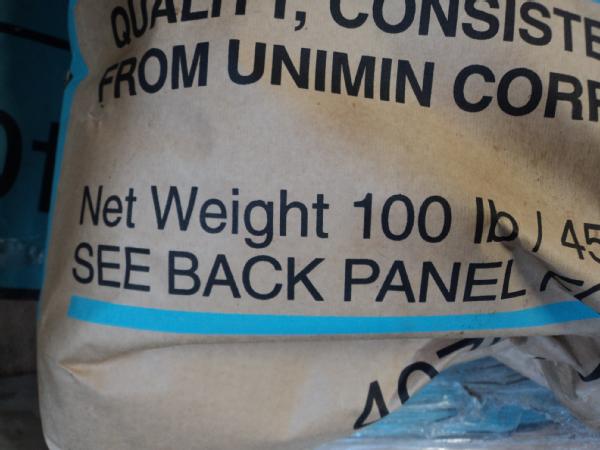 QUALITY, CONSISTE
FROM UNIMIN CORP
Net Weight 100 lb / 45
SEE BACK PANEL